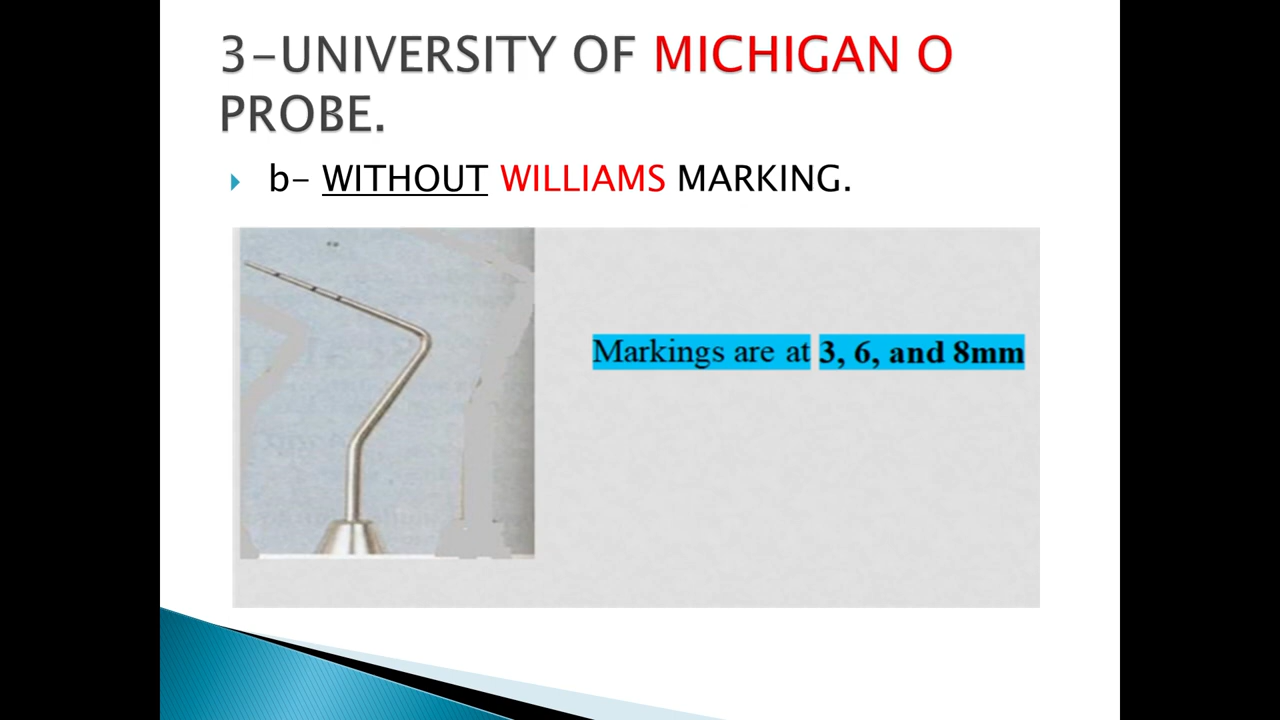 3-UNIVERSITY OF MICHIGAN O
PROBE.
b- WITHOUT WILLIAMS MARKING.
Markings are at 3, 6, and 8mm